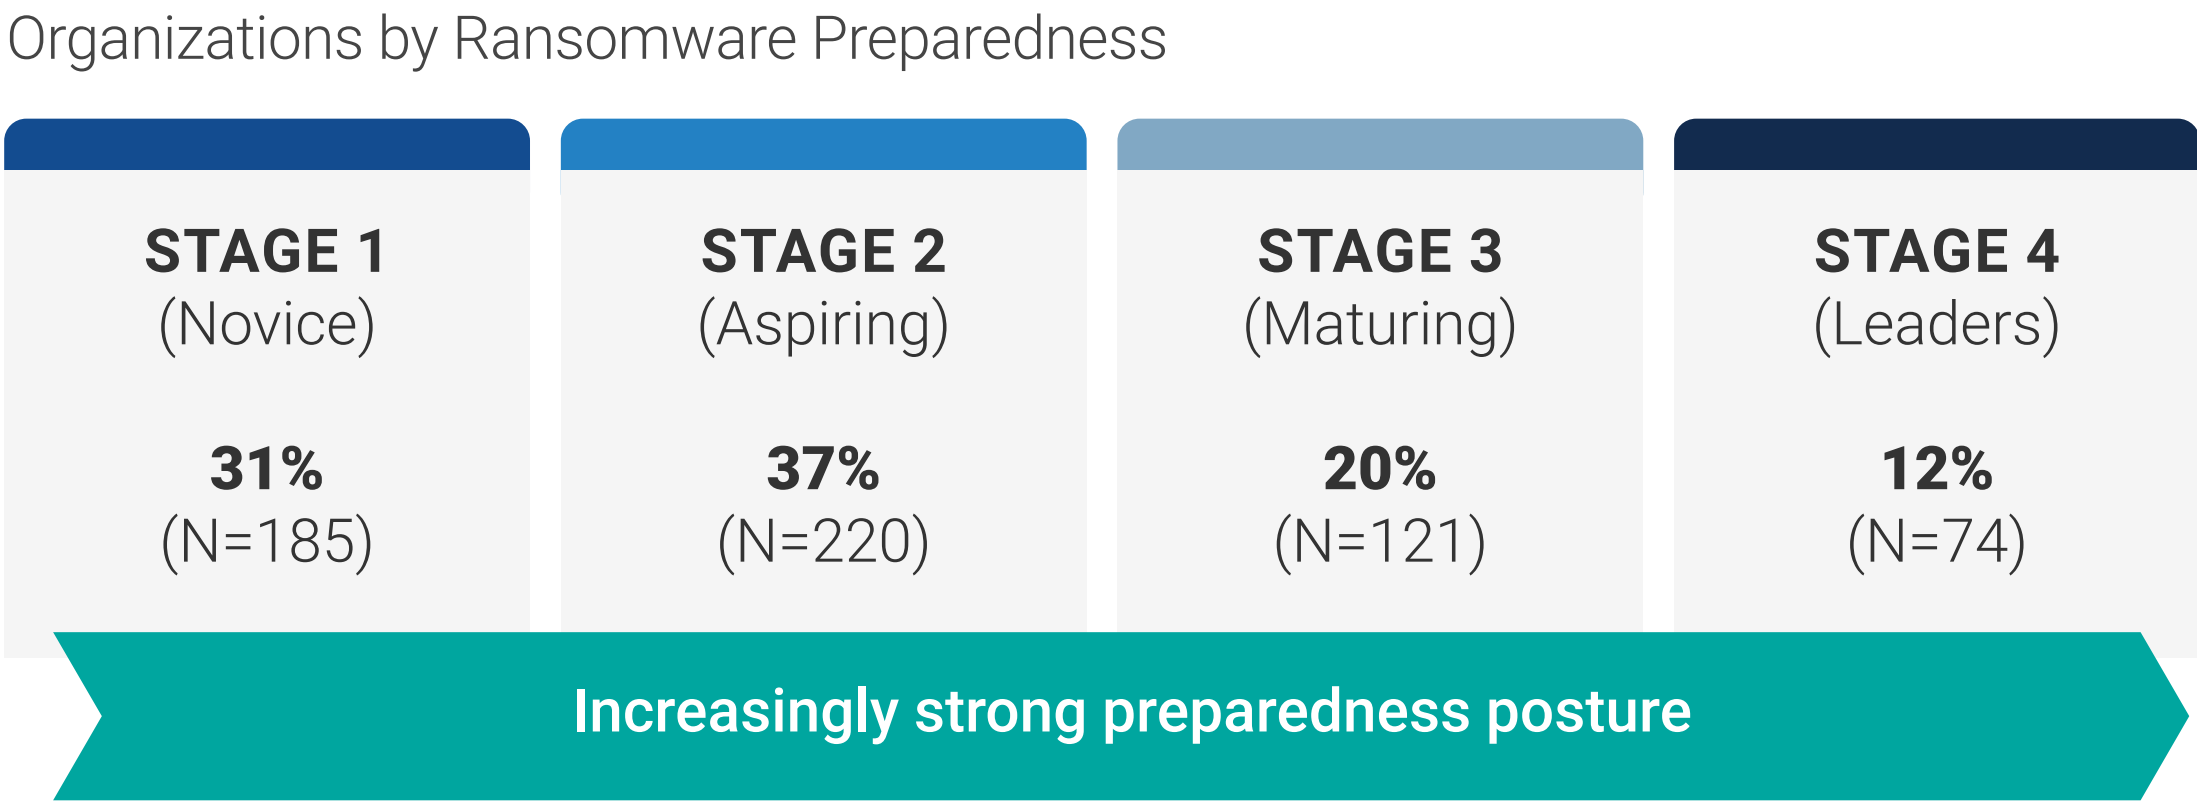 Organizations by Ransomware Preparedness
STAGE 1
(Novice)
31%
(N=185)
STAGE 2
(Aspiring)
37%
(N=220)
STAGE 3
(Maturing)
20%
(N=121)
STAGE 4
(Leaders)
12%
(N=74)
Increasingly strong preparedness posture